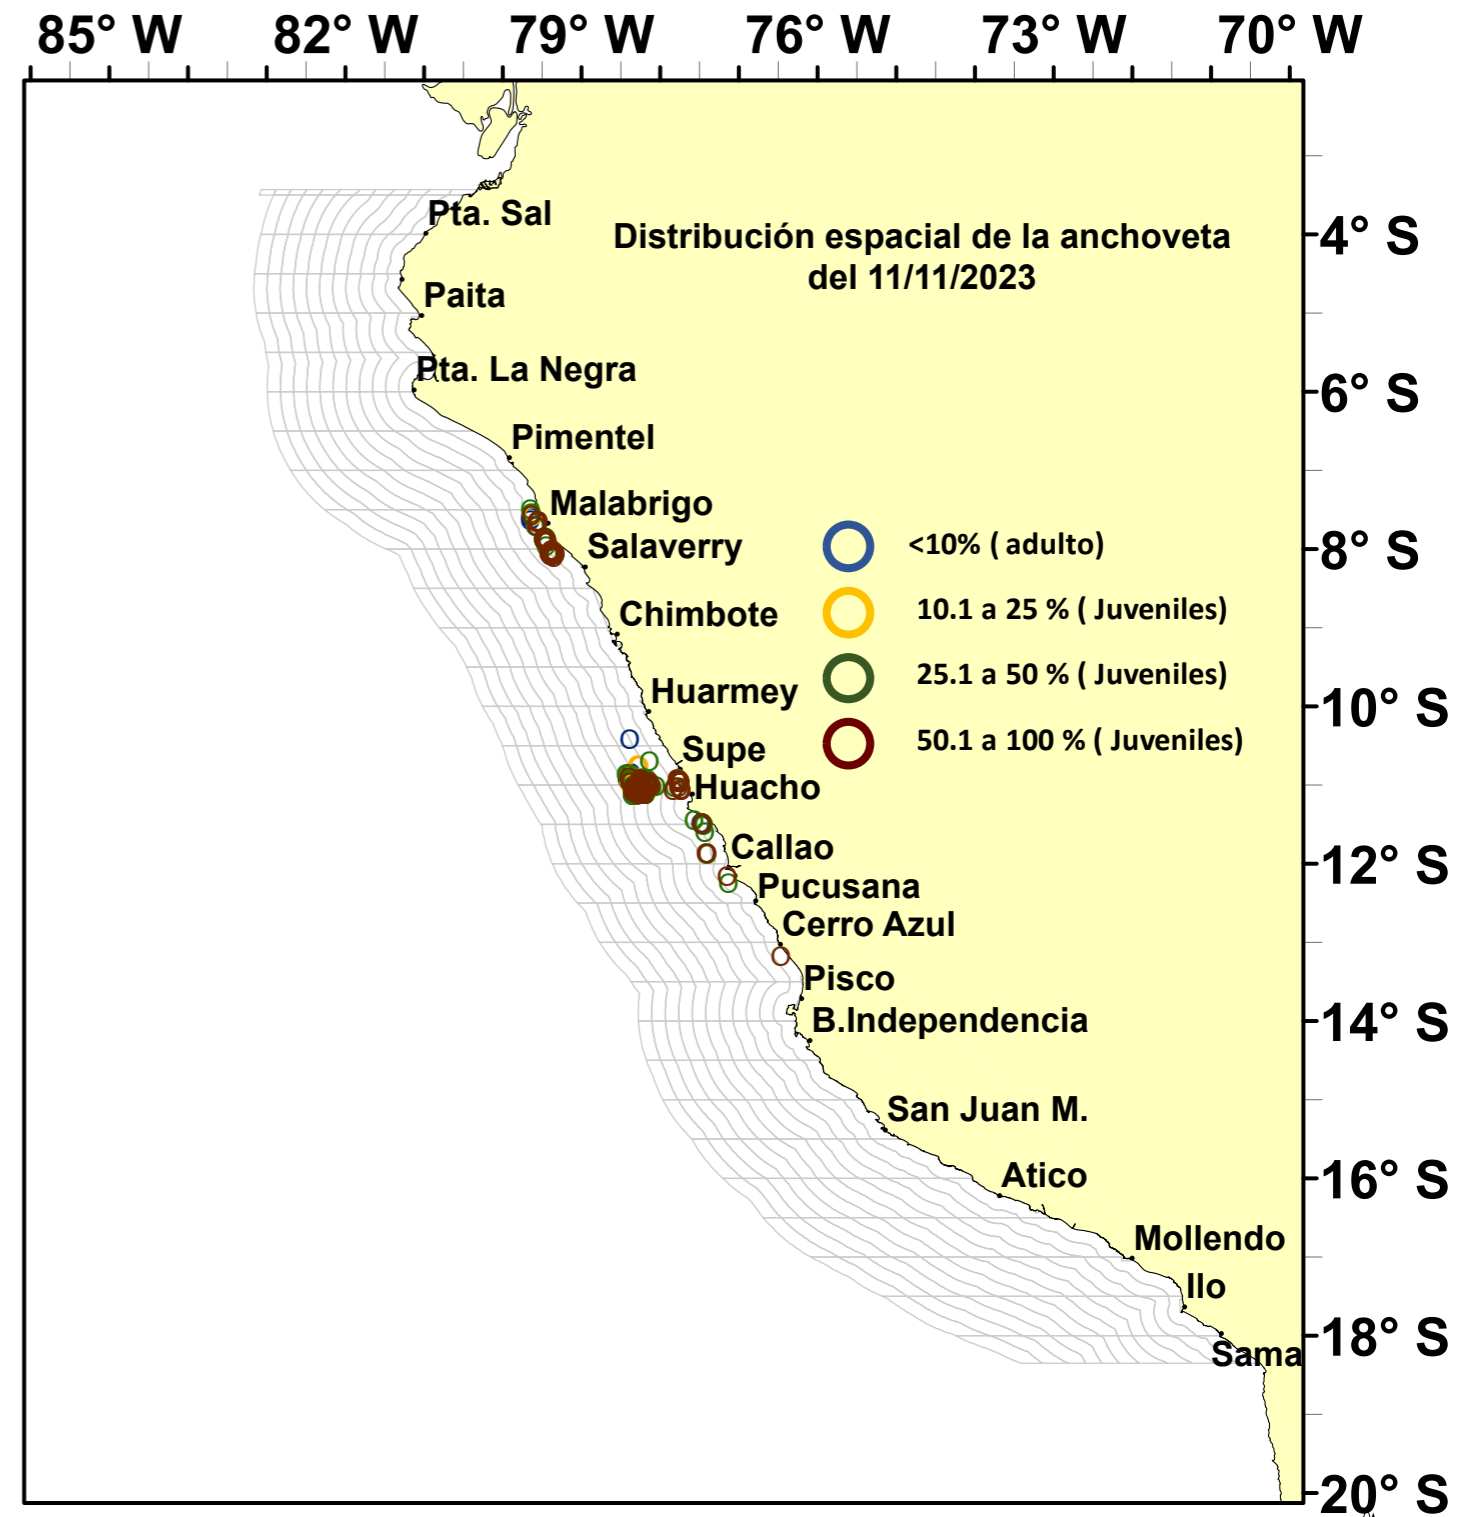 85° W 82° W 79° W 76° W 73° W 70° W
Pta. Sal
Distribución espacial de la anchoveta
del 11/11/2023
4° S
Paita
Pta. La Negra
6° S
Pimentel
Malabrigo
Salaverry
<10% ( adulto)
8° S
Chimbote
10.1 a 25 % ( Juveniles)
Huarmey
25.1 a 50 % ( Juveniles)
10° S
Supe
50.1 a 100 % ( Juveniles)
Huacho
Callao
12° S
Pucusana
Cerro Azul
Pisco
B.Independencia
14° S
San Juan M.
Atico
16° S
Mollendo
Ilo
18° S
Sama
20° S